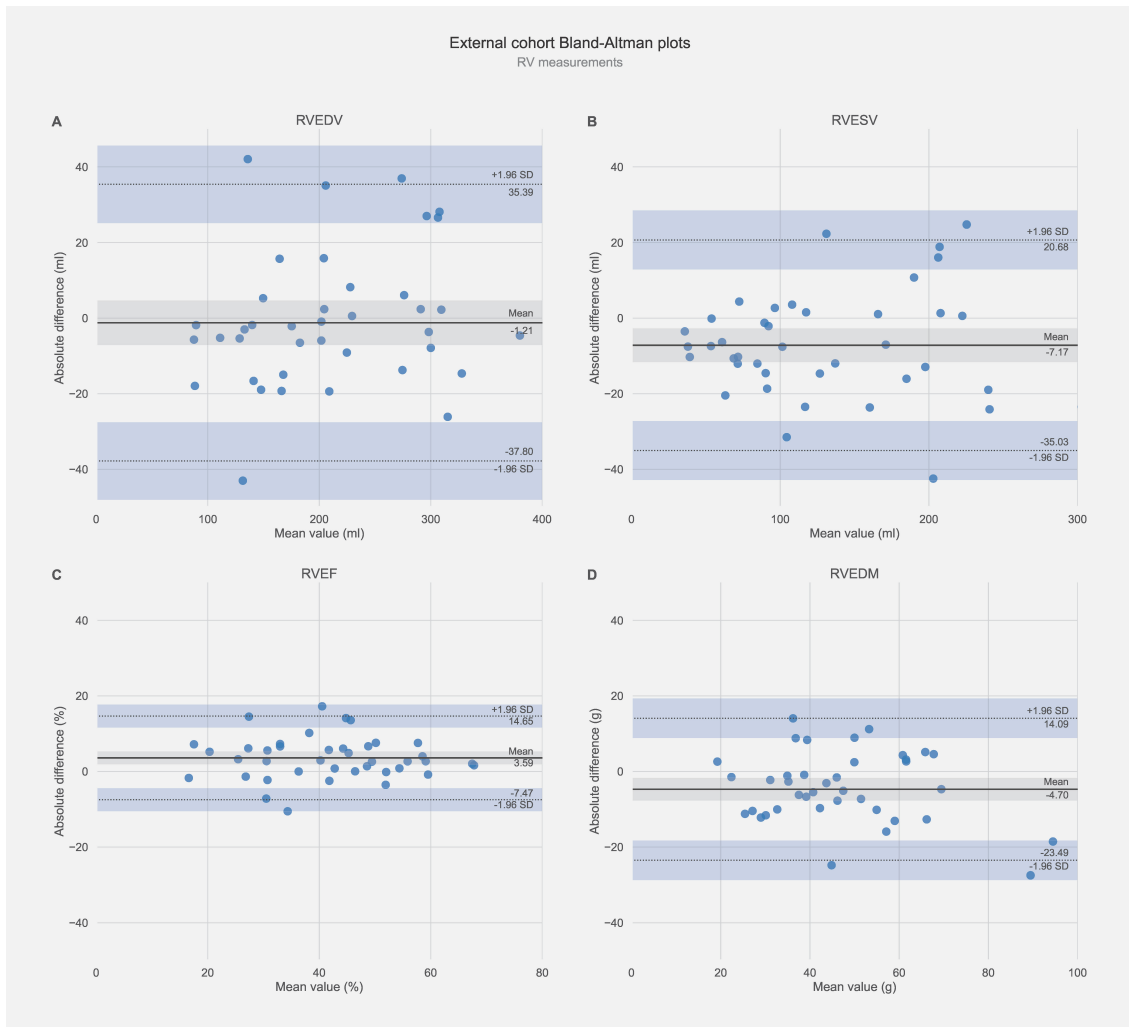 External cohort Bland-Altman plots
RV measurements
A
RVEDV
Absolute difference (ml)
40
20
0
−20
−40
+1.96 SD
35.39
Mean
-1.21
-37.80
-1.96 SD
0 100 200 300 400
Mean value (ml)
B
RVESV
Absolute difference (ml)
40
20
0
−20
−40
+1.96 SD
20.68
Mean
-7.17
-35.03
-1.96 SD
0 100 200 300
Mean value (ml)
C
RVEF
Absolute difference (%)
40
20
0
−20
−40
+1.96 SD
14.65
Mean
3.59
-7.47
-1.96 SD
0 20 40 60 80
Mean value (%)
D
RVEDM
Absolute difference (g)
40
20
0
−20
−40
+1.96 SD
14.09
Mean
-4.70
-23.49
-1.96 SD
0 20 40 60 80 100
Mean value (g)